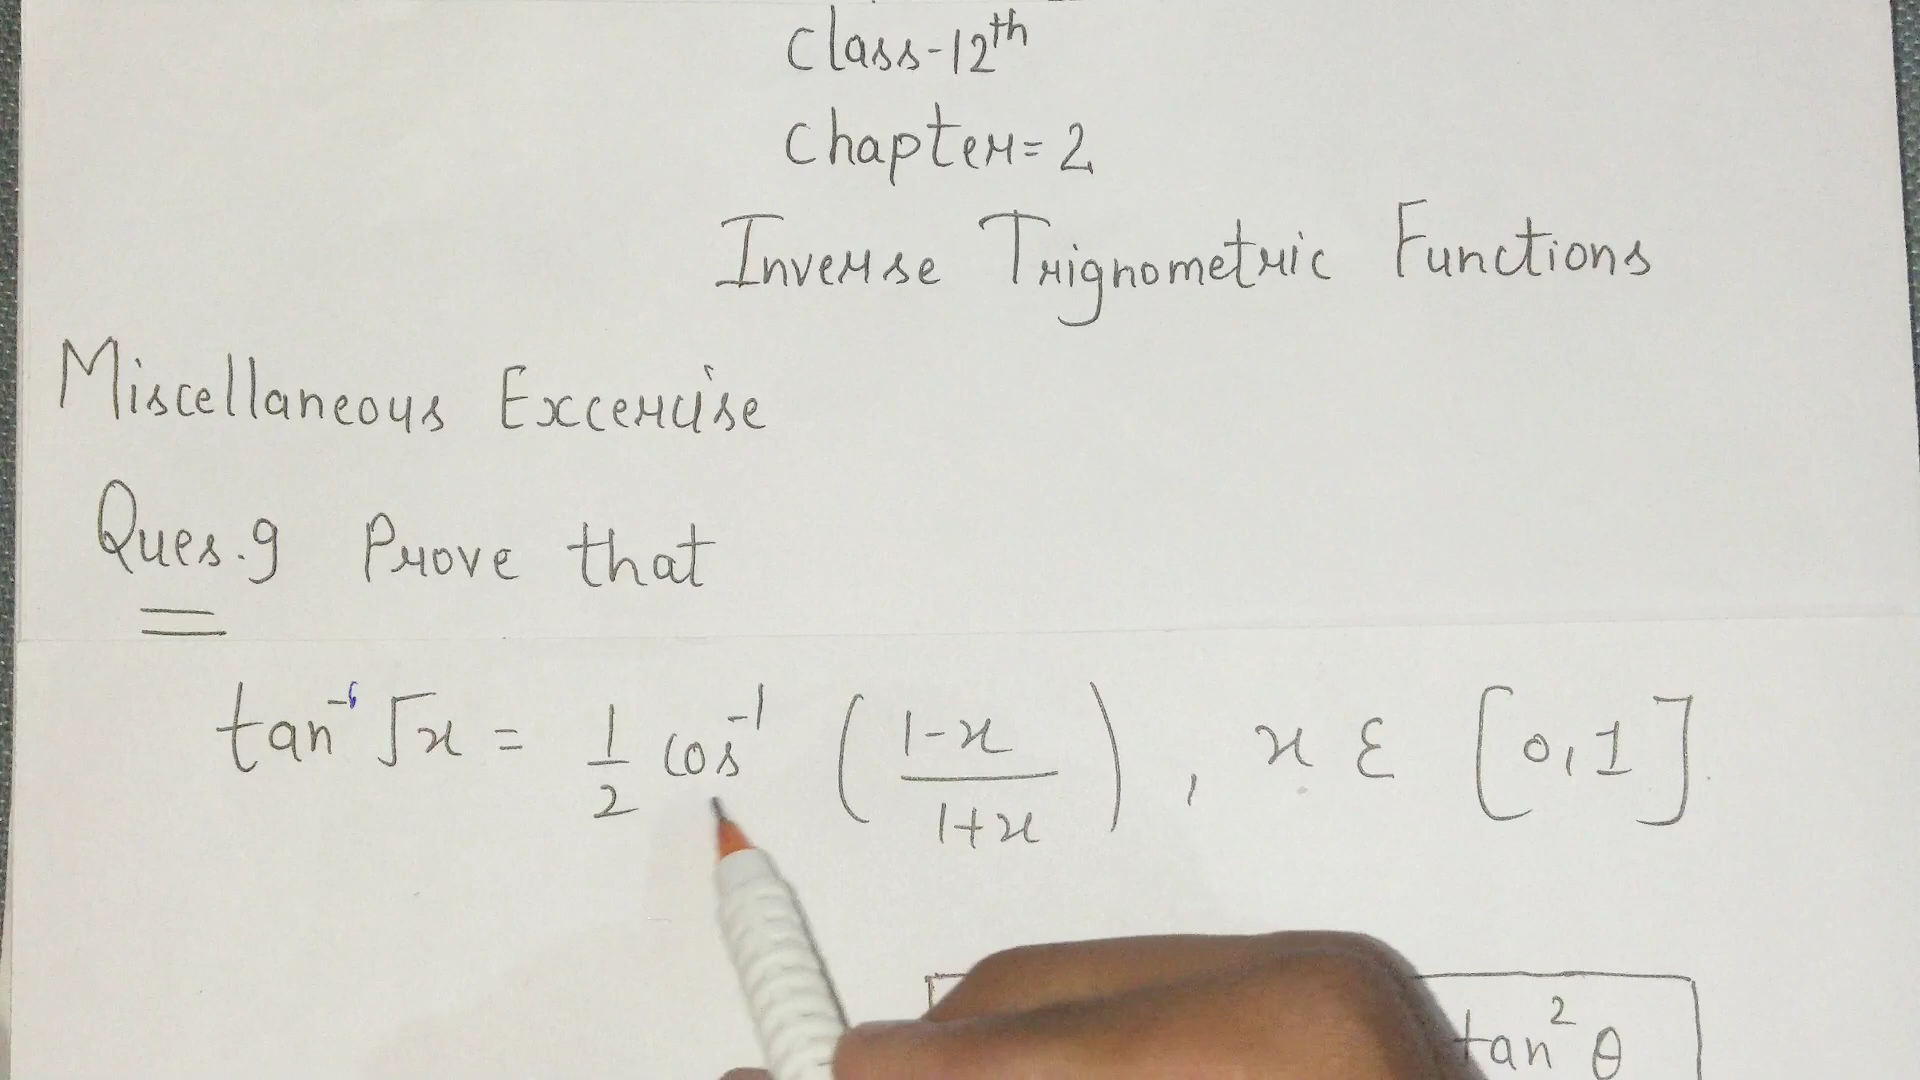 Class-12th
Chapter=2
Inverse Trignometric Functions
Miscellaneous Excercise
Ques.9 Prove that
tan⁻¹ √x = 1/2 cos⁻¹ ( 1-x / 1+x ) , x ε [0,1]
tan² θ